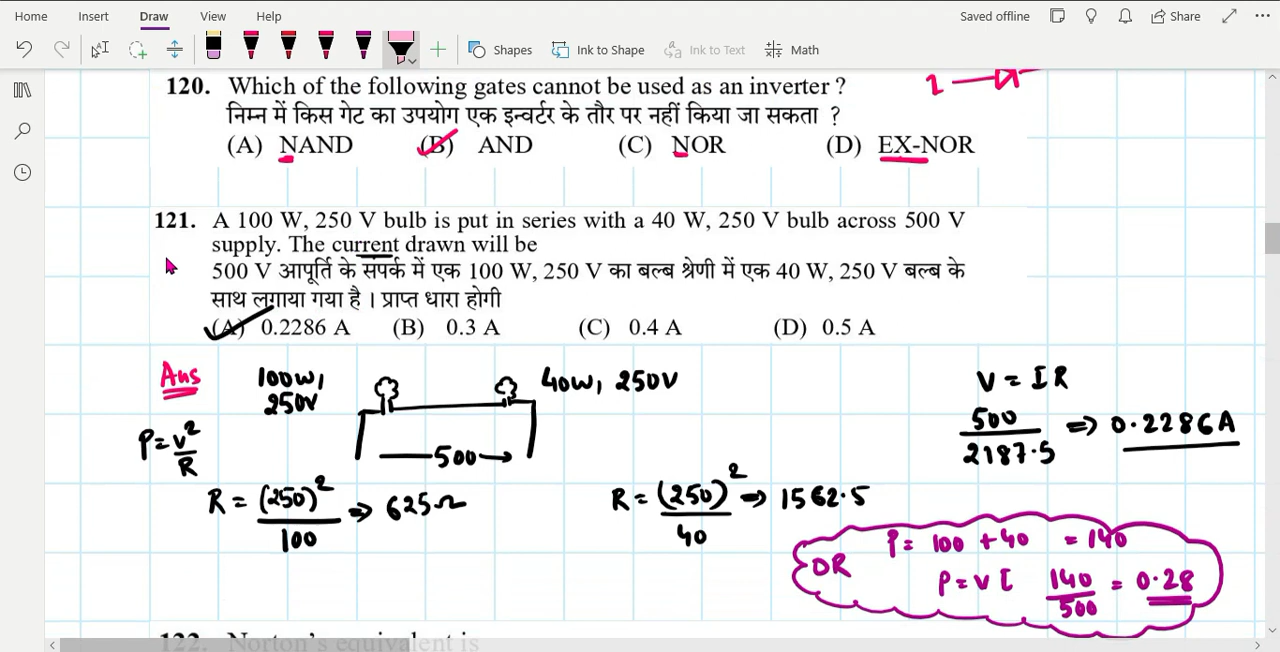 Home Insert Draw View Help Saved offline Share
Shapes Ink to Shape Ink to Text Math
120. Which of the following gates cannot be used as an inverter ?
निम्न में किस गेट का उपयोग एक इन्वर्टर के तौर पर नहीं किया जा सकता ?
(A) NAND (B) AND (C) NOR (D) EX-NOR
121. A 100 W, 250 V bulb is put in series with a 40 W, 250 V bulb across 500 V
supply. The current drawn will be
500 V आपूर्ति के संपर्क में एक 100 W, 250 V का बल्ब श्रेणी में एक 40 W, 250 V बल्ब के
साथ लगाया गया है । प्राप्त धारा होगी
(A) 0.2286 A (B) 0.3 A (C) 0.4 A (D) 0.5 A
Ans
100W,
250V
40W, 250V
500
P=V²/R
R = (250)²/100 => 625Ω
R = (250)²/40 => 1562.5
V = IR
500/2187.5 => 0.2286A
OR P = 100 + 40 = 140
P = V I 140/500 = 0.28
122. Norton's equivalent is